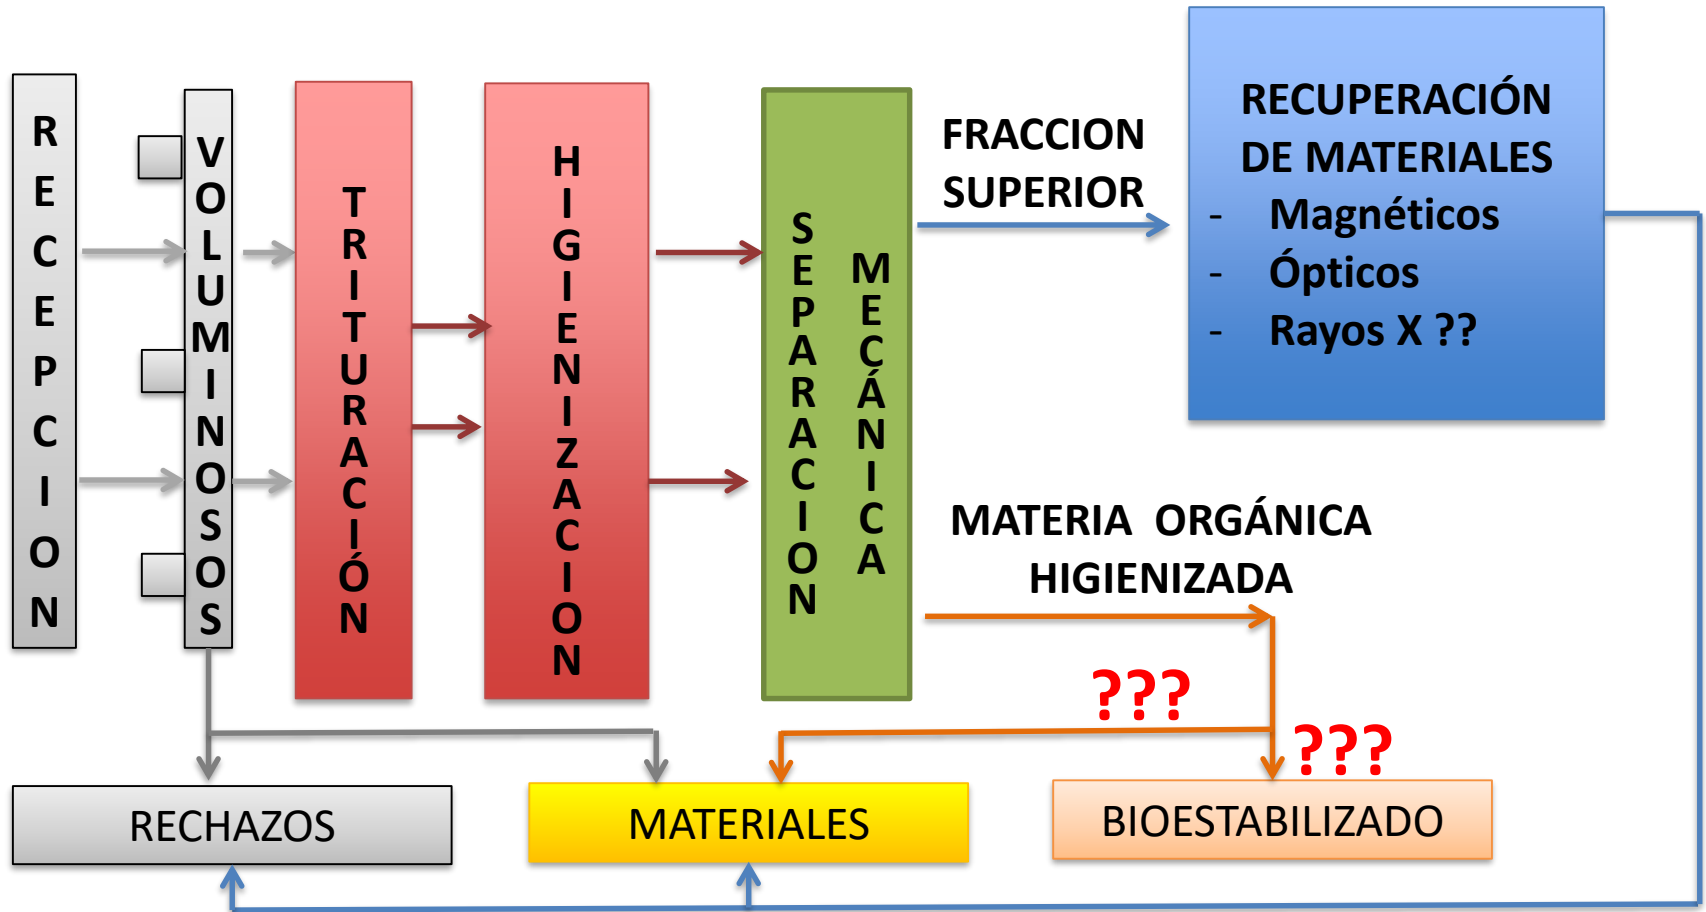 RECEPCION
VOLUMINOSOS
TRITURACIÓN
HIGIENIZACION
SEPARACION
MECÁNICA
FRACCION
SUPERIOR
RECUPERACIÓN
DE MATERIALES
- Magnéticos
- Ópticos
- Rayos X ??
MATERIA ORGÁNICA
HIGIENIZADA
???
???
RECHAZOS
MATERIALES
BIOESTABILIZADO